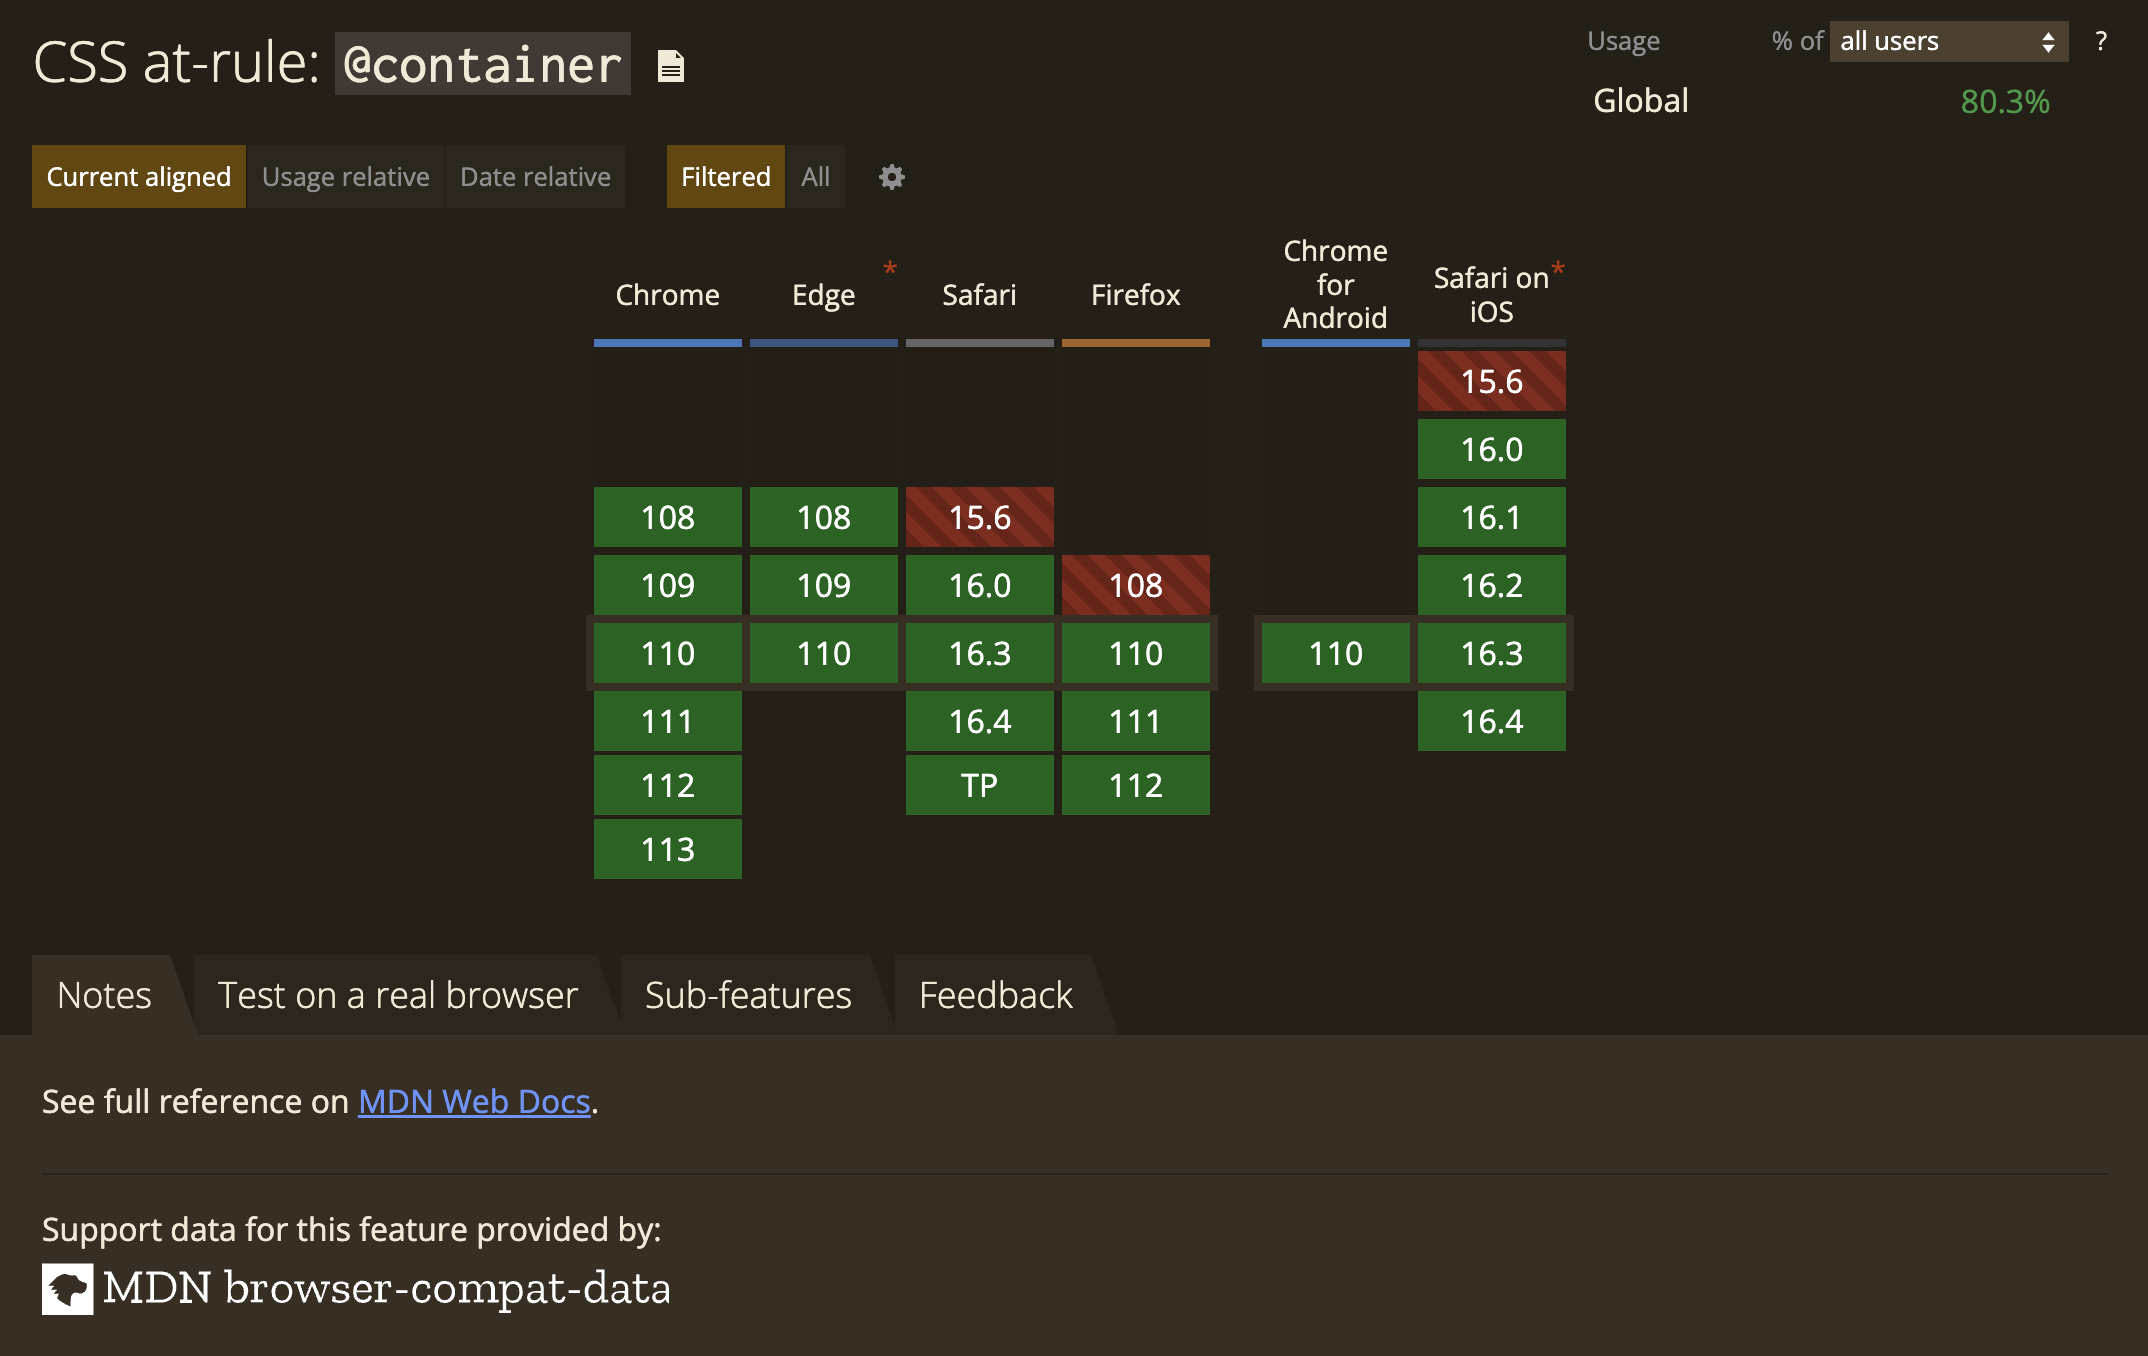 CSS at-rule: @container
Usage % of all users ?
Global 80.3%
Current aligned Usage relative Date relative Filtered All
Chrome Edge * Safari Firefox Chrome for Android Safari on iOS *
15.6
16.0
108 108 15.6 16.1
109 109 16.0 108 16.2
110 110 16.3 110 110 16.3
111 16.4 111 16.4
112 TP 112
113
Notes Test on a real browser Sub-features Feedback
See full reference on MDN Web Docs.
Support data for this feature provided by:
MDN browser-compat-data